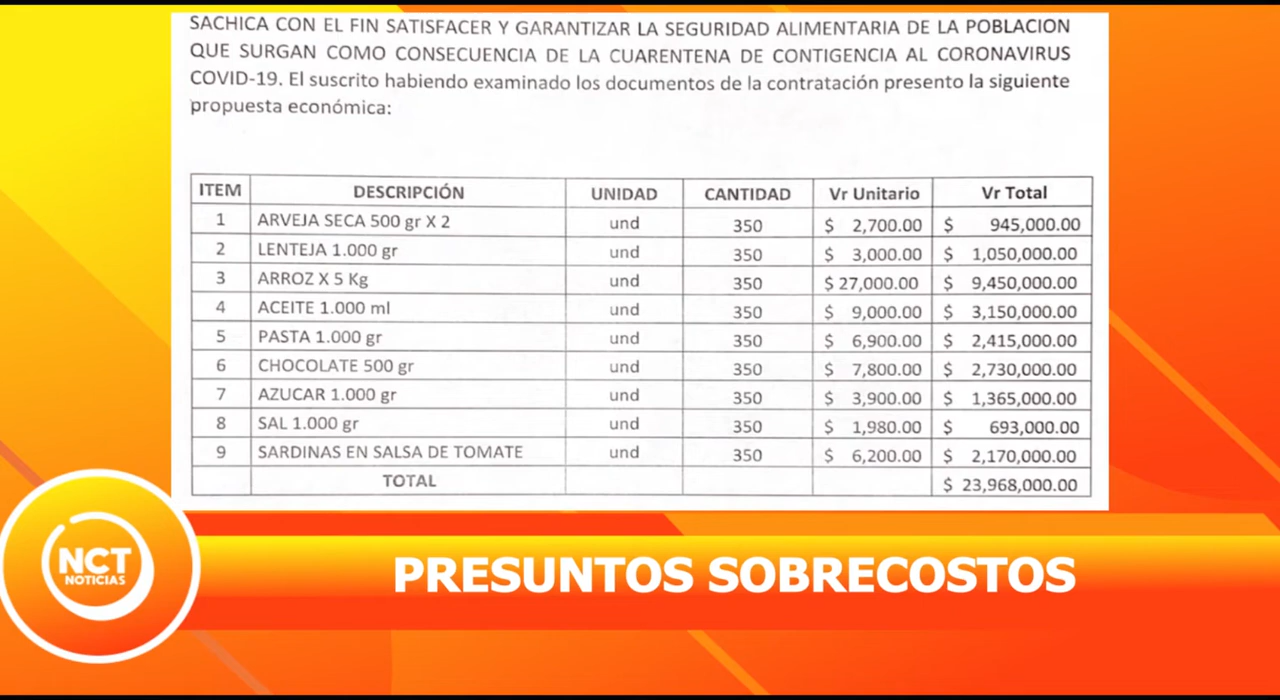 SACHICA CON EL FIN SATISFACER Y GARANTIZAR LA SEGURIDAD ALIMENTARIA DE LA POBLACION
QUE SURGAN COMO CONSECUENCIA DE LA CUARENTENA DE CONTIGENCIA AL CORONAVIRUS
COVID-19. El suscrito habiendo examinado los documentos de la contratación presento la siguiente
propuesta económica:
ITEM DESCRIPCIÓN UNIDAD CANTIDAD Vr Unitario Vr Total
1 ARVEJA SECA 500 gr X 2 und 350 $ 2,700.00 $ 945,000.00
2 LENTEJA 1.000 gr und 350 $ 3,000.00 $ 1,050,000.00
3 ARROZ X 5 Kg und 350 $ 27,000.00 $ 9,450,000.00
4 ACEITE 1.000 ml und 350 $ 9,000.00 $ 3,150,000.00
5 PASTA 1.000 gr und 350 $ 6,900.00 $ 2,415,000.00
6 CHOCOLATE 500 gr und 350 $ 7,800.00 $ 2,730,000.00
7 AZUCAR 1.000 gr und 350 $ 3,900.00 $ 1,365,000.00
8 SAL 1.000 gr und 350 $ 1,980.00 $ 693,000.00
9 SARDINAS EN SALSA DE TOMATE und 350 $ 6,200.00 $ 2,170,000.00
TOTAL $ 23,968,000.00
NCT
NOTICIAS
PRESUNTOS SOBRECOSTOS